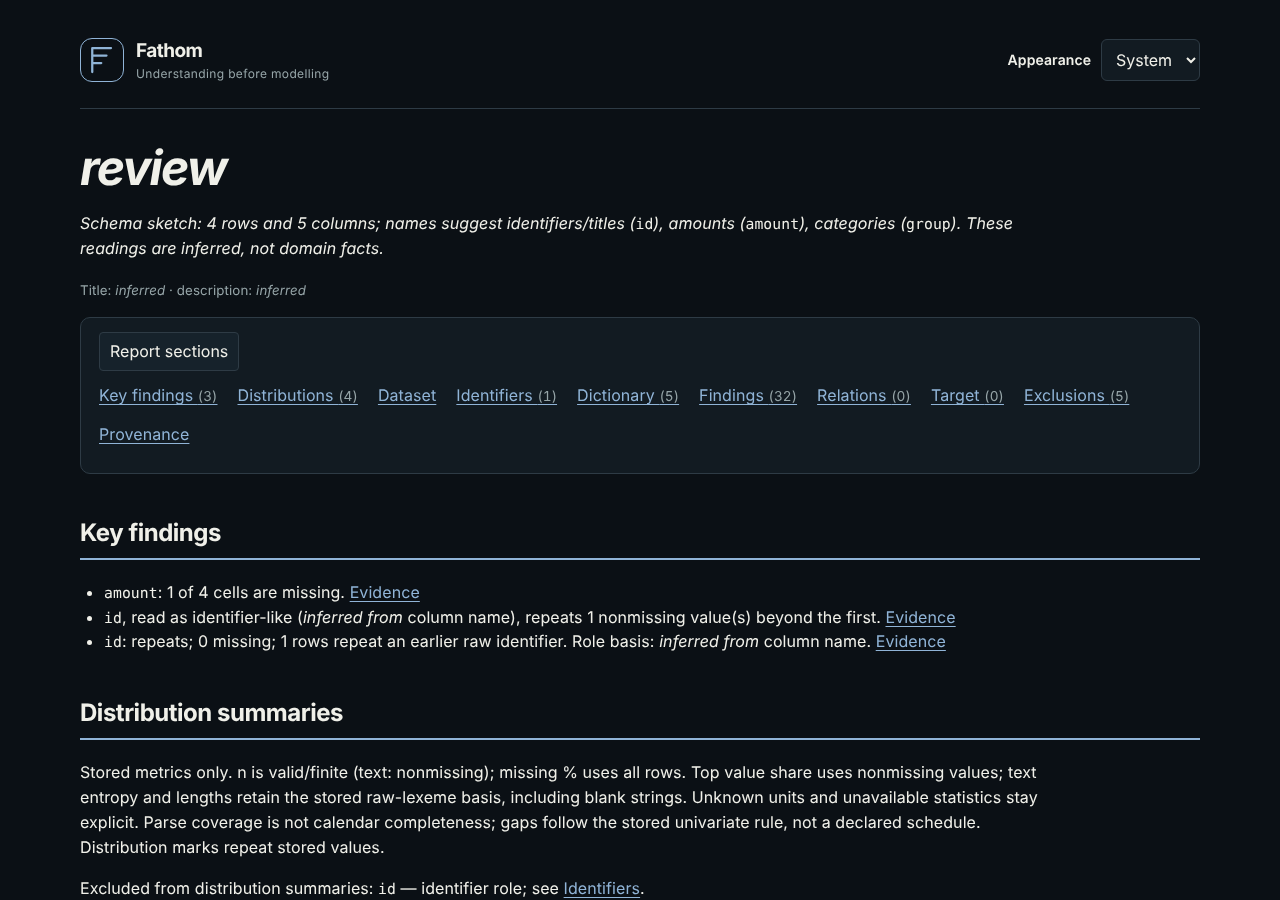 Fathom
Understanding before modelling
Appearance
System
review
Schema sketch: 4 rows and 5 columns; names suggest identifiers/titles (id), amounts (amount), categories (group). These
readings are inferred, not domain facts.
Title: inferred · description: inferred
Report sections
Key findings (3) Distributions (4) Dataset Identifiers (1) Dictionary (5) Findings (32) Relations (0) Target (0) Exclusions (5)
Provenance
Key findings
• amount: 1 of 4 cells are missing. Evidence
• id, read as identifier-like (inferred from column name), repeats 1 nonmissing value(s) beyond the first. Evidence
• id: repeats; 0 missing; 1 rows repeat an earlier raw identifier. Role basis: inferred from column name. Evidence
Distribution summaries
Stored metrics only. n is valid/finite (text: nonmissing); missing % uses all rows. Top value share uses nonmissing values; text
entropy and lengths retain the stored raw-lexeme basis, including blank strings. Unknown units and unavailable statistics stay
explicit. Parse coverage is not calendar completeness; gaps follow the stored univariate rule, not a declared schedule.
Distribution marks repeat stored values.
Excluded from distribution summaries: id — identifier role; see Identifiers.